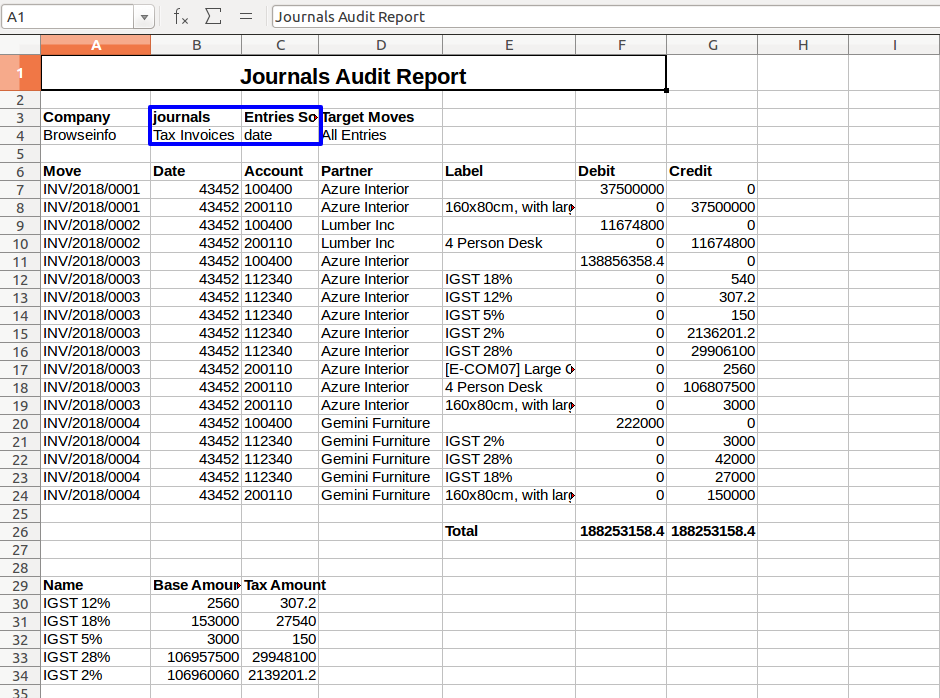 A1 fx Σ = Journals Audit Report
A B C D E F G H I
1 Journals Audit Report
2
3 Company journals Entries So Target Moves
4 Browseinfo Tax Invoices date All Entries
5
6 Move Date Account Partner Label Debit Credit
7 INV/2018/0001 43452 100400 Azure Interior 37500000 0
8 INV/2018/0001 43452 200110 Azure Interior 160x80cm, with larg 0 37500000
9 INV/2018/0002 43452 100400 Lumber Inc 11674800 0
10 INV/2018/0002 43452 200110 Lumber Inc 4 Person Desk 0 11674800
11 INV/2018/0003 43452 100400 Azure Interior 138856358.4 0
12 INV/2018/0003 43452 112340 Azure Interior IGST 18% 0 540
13 INV/2018/0003 43452 112340 Azure Interior IGST 12% 0 307.2
14 INV/2018/0003 43452 112340 Azure Interior IGST 5% 0 150
15 INV/2018/0003 43452 112340 Azure Interior IGST 2% 0 2136201.2
16 INV/2018/0003 43452 112340 Azure Interior IGST 28% 0 29906100
17 INV/2018/0003 43452 200110 Azure Interior [E-COM07] Large 0 2560
18 INV/2018/0003 43452 200110 Azure Interior 4 Person Desk 0 106807500
19 INV/2018/0003 43452 200110 Azure Interior 160x80cm, with larg 0 3000
20 INV/2018/0004 43452 100400 Gemini Furniture 222000 0
21 INV/2018/0004 43452 112340 Gemini Furniture IGST 2% 0 3000
22 INV/2018/0004 43452 112340 Gemini Furniture IGST 28% 0 42000
23 INV/2018/0004 43452 112340 Gemini Furniture IGST 18% 0 27000
24 INV/2018/0004 43452 200110 Gemini Furniture 160x80cm, with larg 0 150000
25
26 Total 188253158.4 188253158.4
27
28
29 Name Base Amour Tax Amount
30 IGST 12% 2560 307.2
31 IGST 18% 153000 27540
32 IGST 5% 3000 150
33 IGST 28% 106957500 29948100
34 IGST 2% 106960060 2139201.2
35